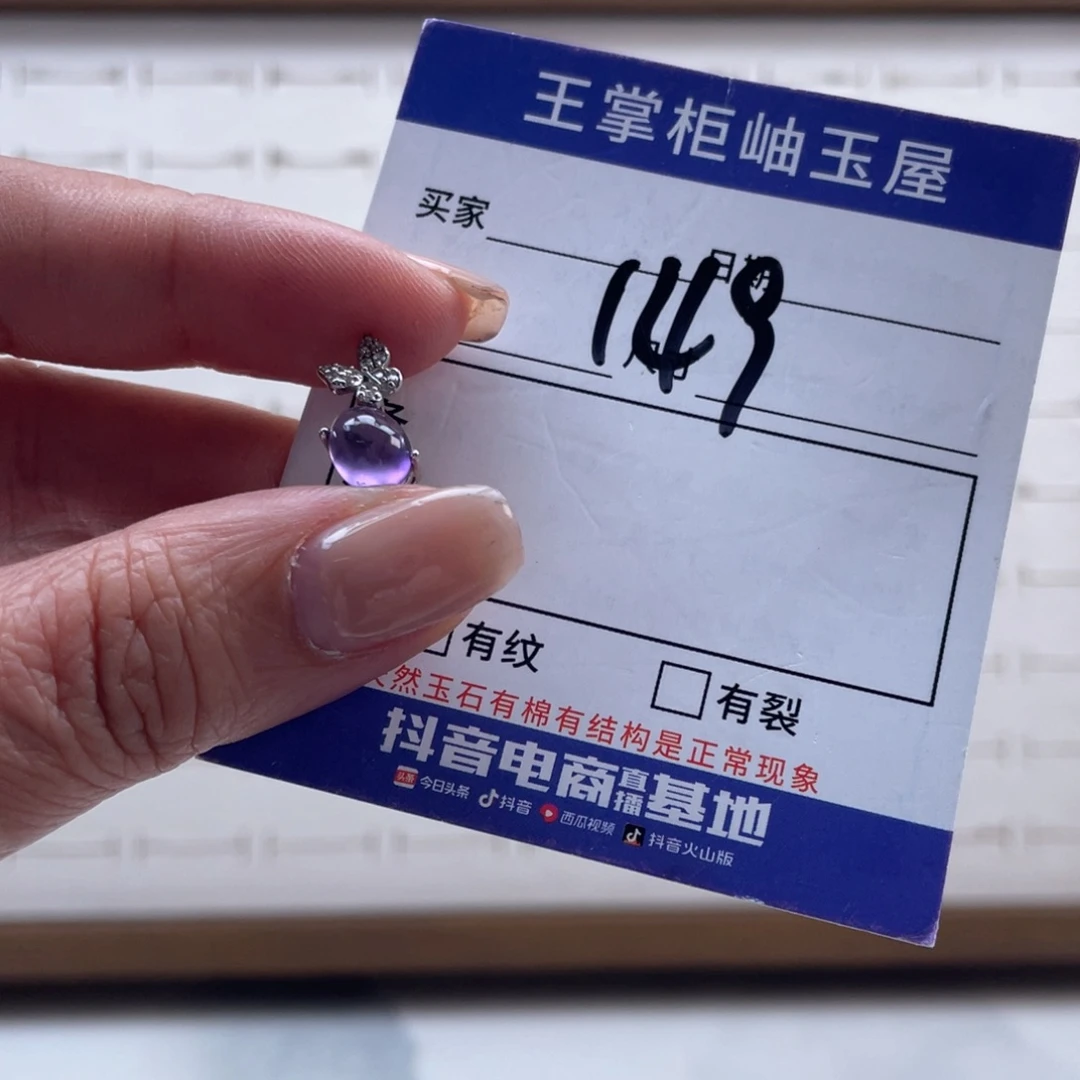 王掌柜岫玉屋
买家
149
有纹
有裂
然玉石有棉有结构是正常现象
抖音电商直播基地
头条 今日头条 抖音 西瓜视频 抖音火山版